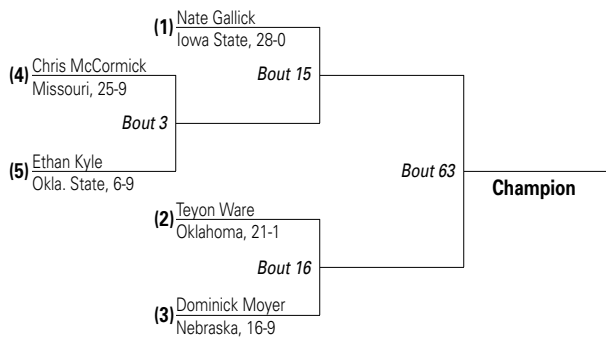 (1) Nate Gallick
Iowa State, 28-0
(4) Chris McCormick
Missouri, 25-9
Bout 15
Bout 3
(5) Ethan Kyle
Okla. State, 6-9
Bout 63
Champion
(2) Teyon Ware
Oklahoma, 21-1
Bout 16
(3) Dominick Moyer
Nebraska, 16-9